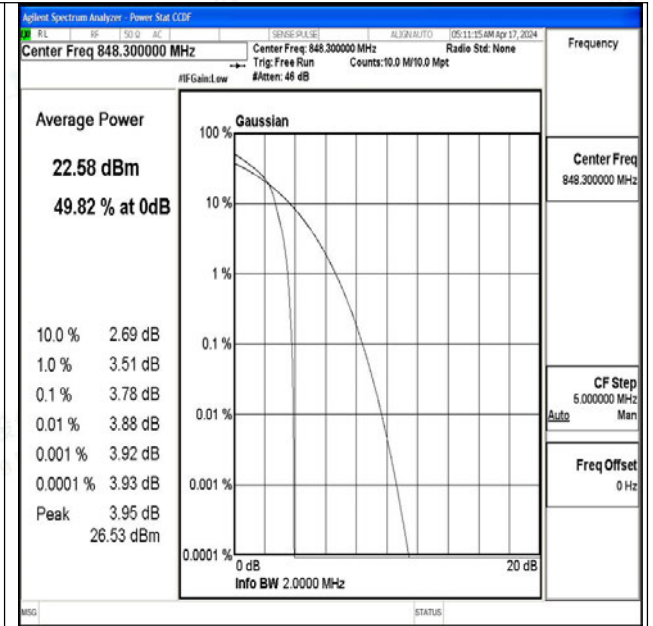 Agilent Spectrum Analyzer - Power Stat CCDF
RL RF 50 Ω AC SENSE:PULSE ALIGN AUTO 05:11:15 AM Apr 17, 2024
Center Freq 848.300000 MHz
Center Freq: 848.300000 MHz Radio Std: None
Trig: Free Run Counts:10.0 M/10.0 Mpt
#IFGain:Low #Atten: 46 dB
Frequency
Average Power
22.58 dBm
49.82 % at 0dB
10.0 % 2.69 dB
1.0 % 3.51 dB
0.1 % 3.78 dB
0.01 % 3.88 dB
0.001 % 3.92 dB
0.0001 % 3.93 dB
Peak 3.95 dB
26.53 dBm
Gaussian
100 %
10 %
1 %
0.1 %
0.01 %
0.001 %
0.0001 %
0 dB 20 dB
Info BW 2.0000 MHz
Center Freq
848.300000 MHz
CF Step
5.000000 MHz
Auto Man
Freq Offset
0 Hz
MSG STATUS